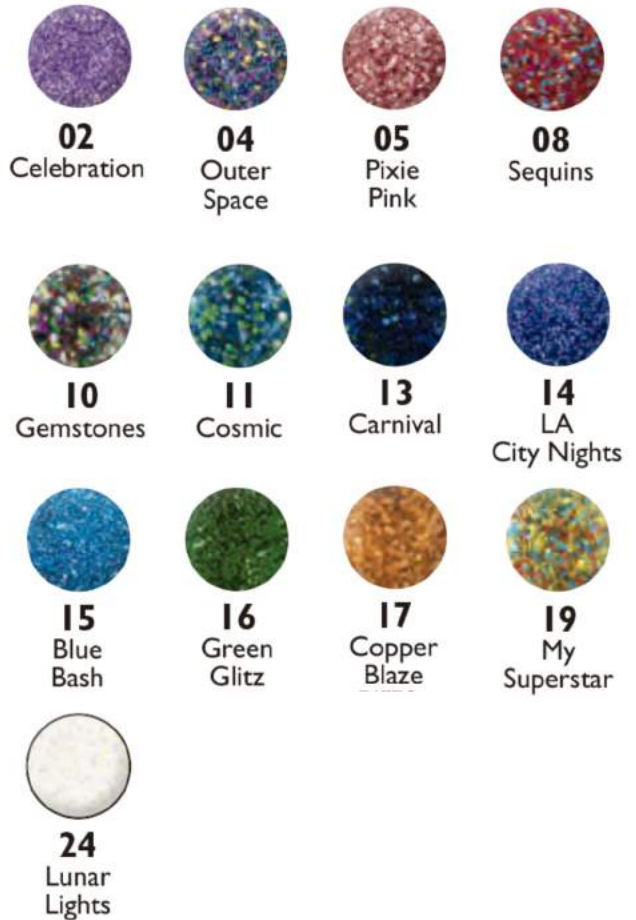 02
Celebration
04
Outer
Space
05
Pixie
Pink
08
Sequins
10
Gemstones
11
Cosmic
13
Carnival
14
LA
City Nights
15
Blue
Bash
16
Green
Glitz
17
Copper
Blaze
19
My
Superstar
24
Lunar
Lights